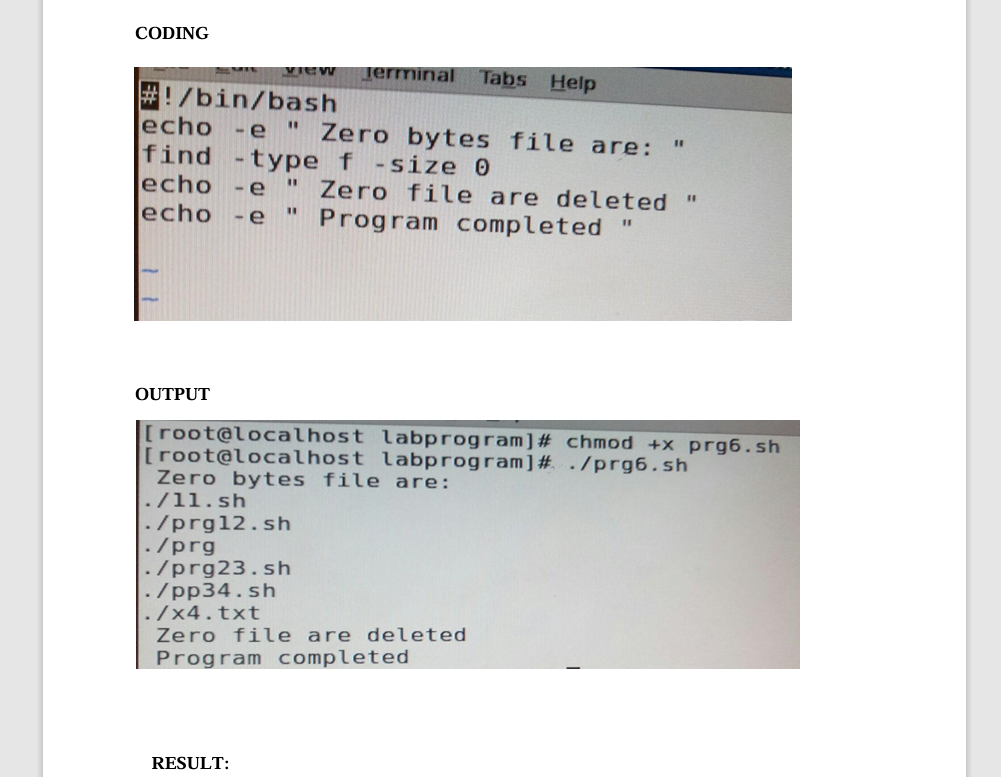 CODING
View Terminal Tabs Help
#!/bin/bash
echo -e " Zero bytes file are: "
find -type f -size 0
echo -e " Zero file are deleted "
echo -e " Program completed "
~
~
OUTPUT
[root@localhost labprogram]# chmod +x prg6.sh
[root@localhost labprogram]# ./prg6.sh
Zero bytes file are:
./11.sh
./prg12.sh
./prg
./prg23.sh
./pp34.sh
./x4.txt
Zero file are deleted
Program completed
RESULT: